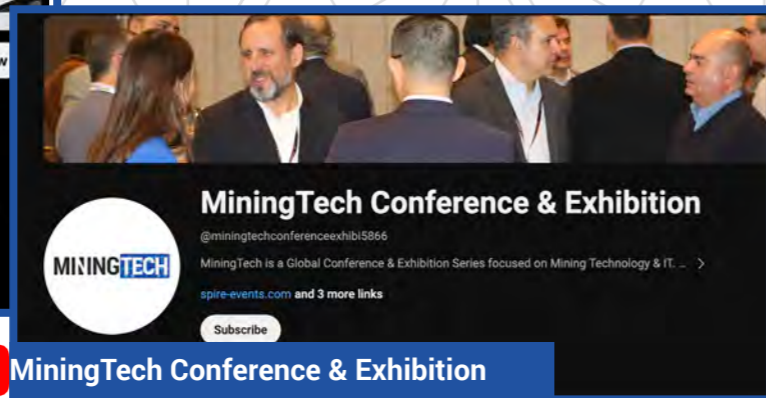 w
MiningTech Conference & Exhibition
@miningtechconferenceexhibi5866
MININGTECH
MiningTech is a Global Conference & Exhibition Series focused on Mining Technology & IT. ... >
spire-events.com and 3 more links
Subscribe
MiningTech Conference & Exhibition